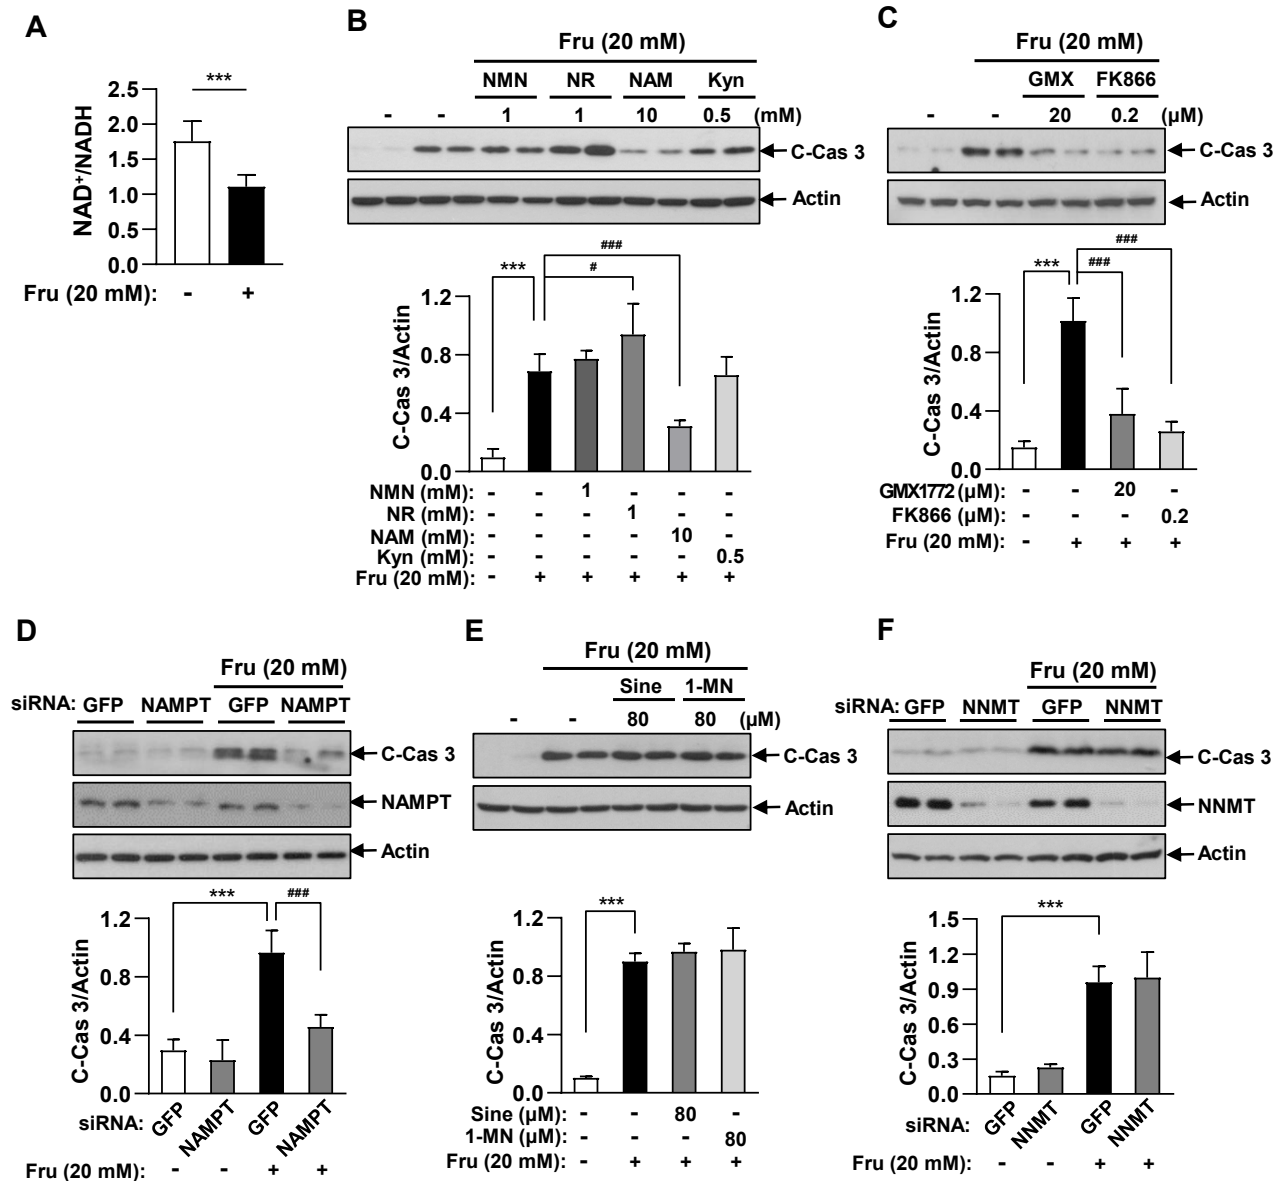 A
***
2.5
2.0
1.5
1.0
0.5
0.0
NAD⁺/NADH
Fru (20 mM): - +
B
Fru (20 mM)
NMN NR NAM Kyn
- - 1 1 10 0.5 (mM)
C-Cas 3
Actin
###
*** #
1.2
0.8
0.4
0.0
C-Cas 3/Actin
NMN (mM): - - 1 - - -
NR (mM): - - - 1 - -
NAM (mM): - - - - 10 -
Kyn (mM): - - - - - 0.5
Fru (20 mM): - + + + + +
C
Fru (20 mM)
GMX FK866
- - 20 0.2 (μM)
C-Cas 3
Actin
###
*** ###
1.2
0.8
0.4
0.0
C-Cas 3/Actin
GMX1772 (μM): - - 20 -
FK866 (μM): - - - 0.2
Fru (20 mM): - + + +
D
Fru (20 mM)
siRNA: GFP NAMPT GFP NAMPT
C-Cas 3
NAMPT
Actin
*** ###
1.2
0.8
0.4
0.0
C-Cas 3/Actin
siRNA: GFP NAMPT GFP NAMPT
Fru (20 mM): - - + +
E
Fru (20 mM)
Sine 1-MN
- - 80 80 (μM)
C-Cas 3
Actin
***
1.2
0.8
0.4
0.0
C-Cas 3/Actin
Sine (μM): - - 80 -
1-MN (μM): - - - 80
Fru (20 mM): - + + +
F
Fru (20 mM)
siRNA: GFP NNMT GFP NNMT
C-Cas 3
NNMT
Actin
***
1.5
1.2
0.9
0.6
0.3
0.0
C-Cas 3/Actin
siRNA: GFP NNMT GFP NNMT
Fru (20 mM): - - + +